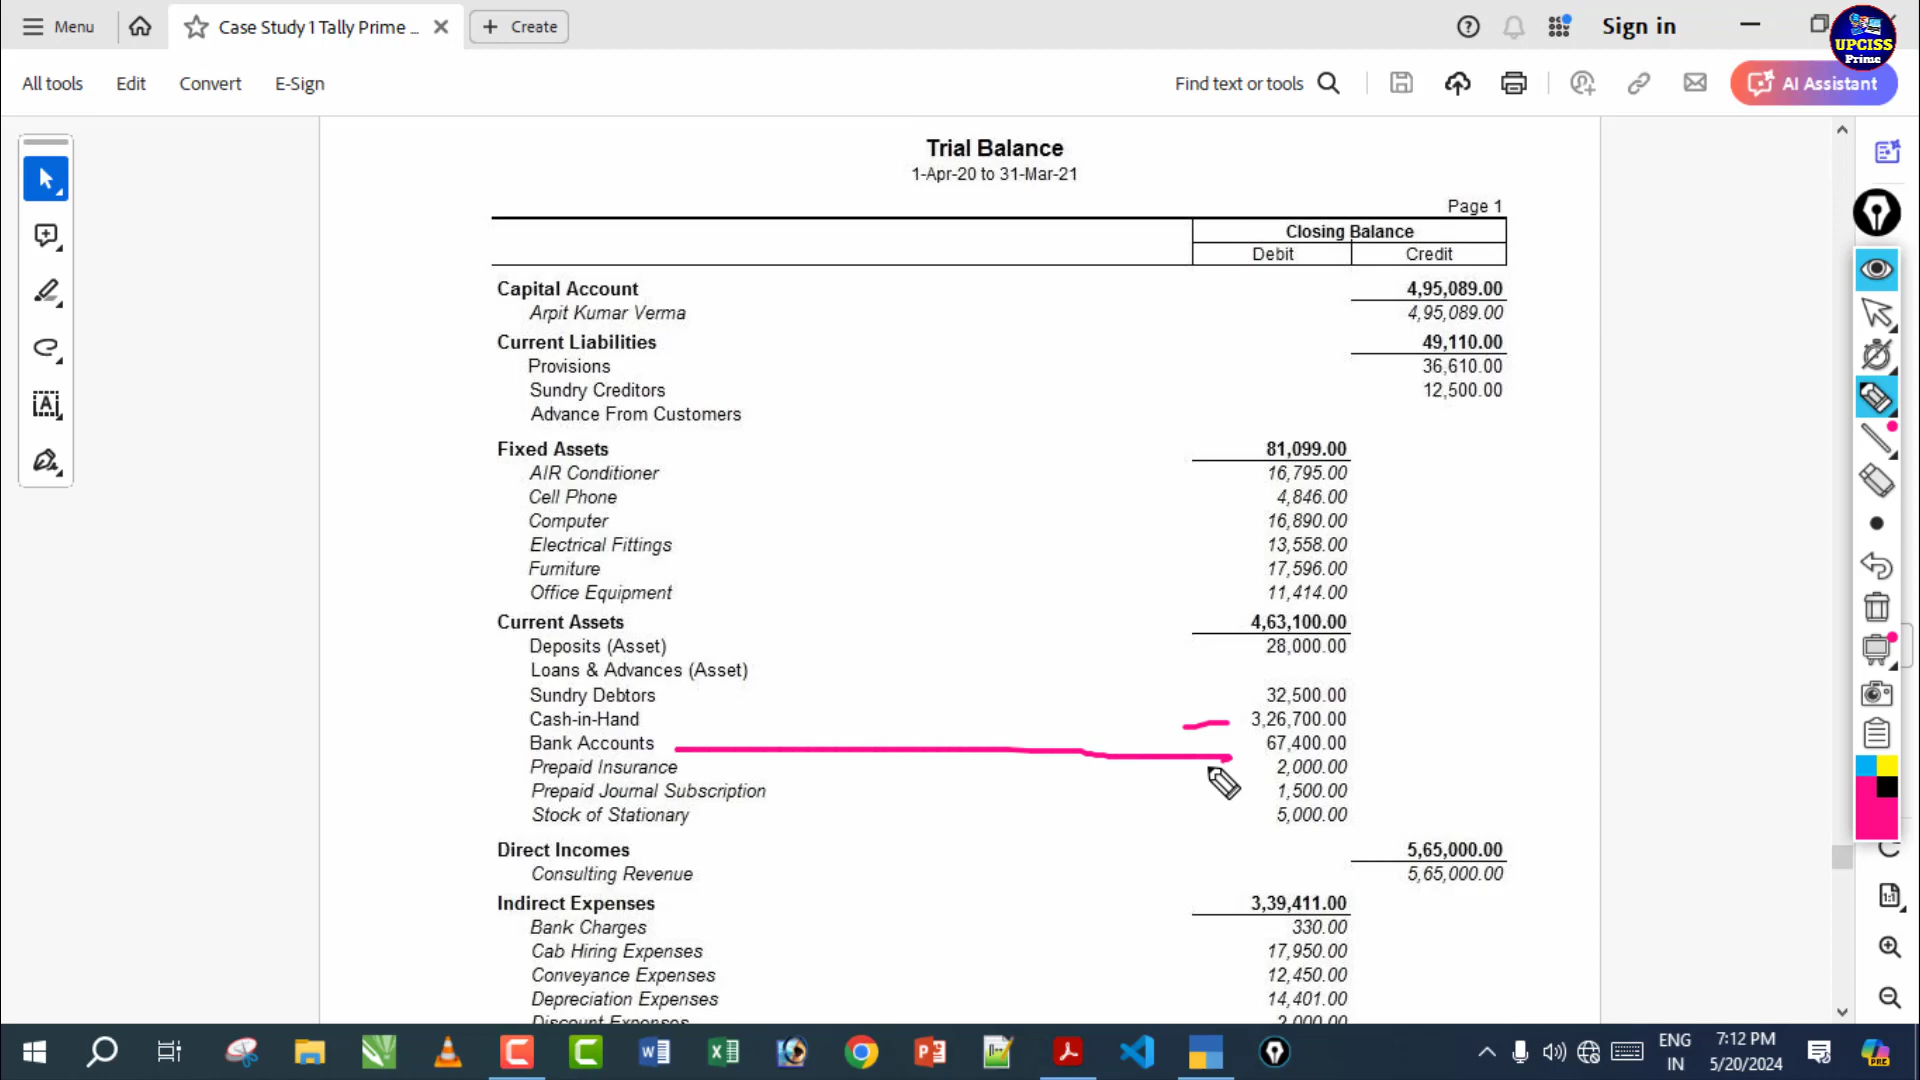 Menu
Case Study 1 Tally Prime ...
Create
Sign in
UPCISS
Prime
All tools
Edit
Convert
E-Sign
Find text or tools
AI Assistant
Trial Balance
1-Apr-20 to 31-Mar-21
Page 1
Closing Balance
Debit Credit
Capital Account 4,95,089.00
Arpit Kumar Verma 4,95,089.00
Current Liabilities 49,110.00
Provisions 36,610.00
Sundry Creditors 12,500.00
Advance From Customers
Fixed Assets 81,099.00
AIR Conditioner 16,795.00
Cell Phone 4,846.00
Computer 16,890.00
Electrical Fittings 13,558.00
Furniture 17,596.00
Office Equipment 11,414.00
Current Assets 4,63,100.00
Deposits (Asset) 28,000.00
Loans & Advances (Asset)
Sundry Debtors 32,500.00
Cash-in-Hand 3,26,700.00
Bank Accounts 67,400.00
Prepaid Insurance 2,000.00
Prepaid Journal Subscription 1,500.00
Stock of Stationary 5,000.00
Direct Incomes 5,65,000.00
Consulting Revenue 5,65,000.00
Indirect Expenses 3,39,411.00
Bank Charges 330.00
Cab Hiring Expenses 17,950.00
Conveyance Expenses 12,450.00
Depreciation Expenses 14,401.00
Discount Expenses 2,000.00
ENG
IN
7:12 PM
5/20/2024